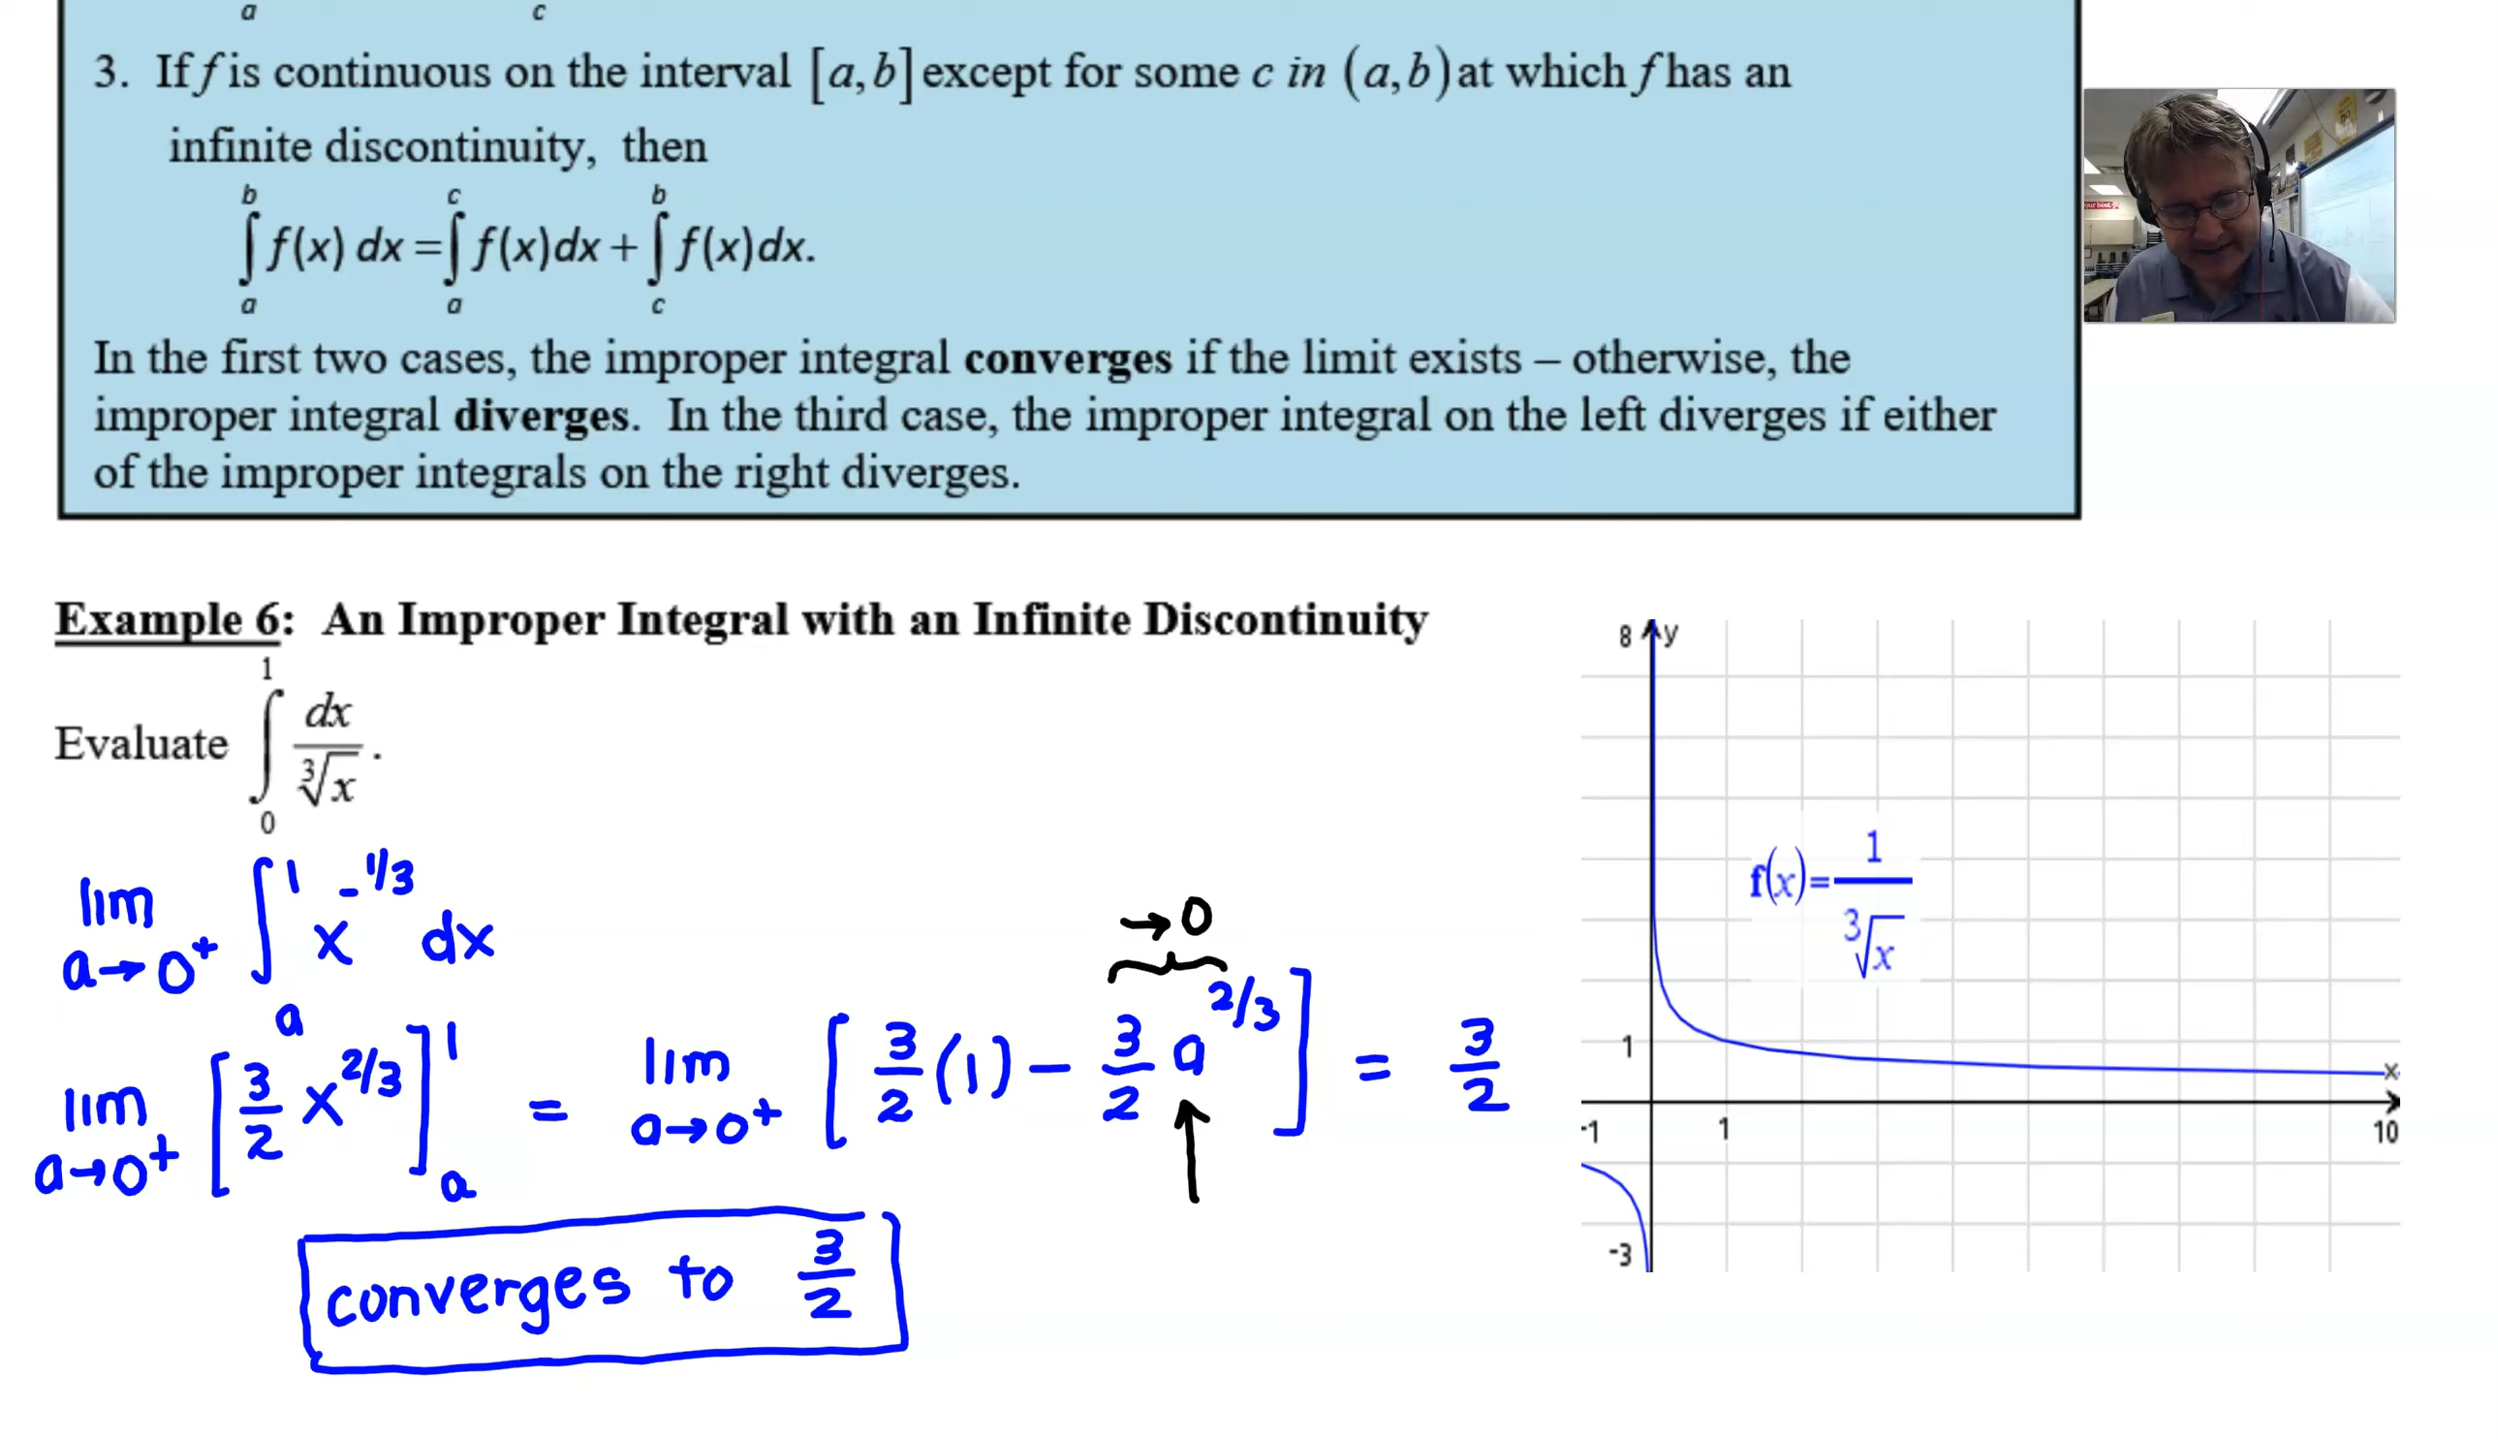 a c
3. If f is continuous on the interval [a,b] except for some c in (a,b) at which f has an
infinite discontinuity, then
∫_a^b f(x) dx = ∫_a^c f(x)dx + ∫_c^b f(x)dx.
In the first two cases, the improper integral converges if the limit exists – otherwise, the
improper integral diverges. In the third case, the improper integral on the left diverges if either
of the improper integrals on the right diverges.
Example 6: An Improper Integral with an Infinite Discontinuity
Evaluate ∫_0^1 dx/∛x.
lim a→0⁺ ∫_a^1 x^(-1/3) dx
→0
lim a→0⁺ [3/2 x^(2/3)]_a^1 = lim a→0⁺ [3/2 (1) − 3/2 a^(2/3)] = 3/2
converges to 3/2
8 y
f(x)=1/∛x
1
x
-1 1 10
-3